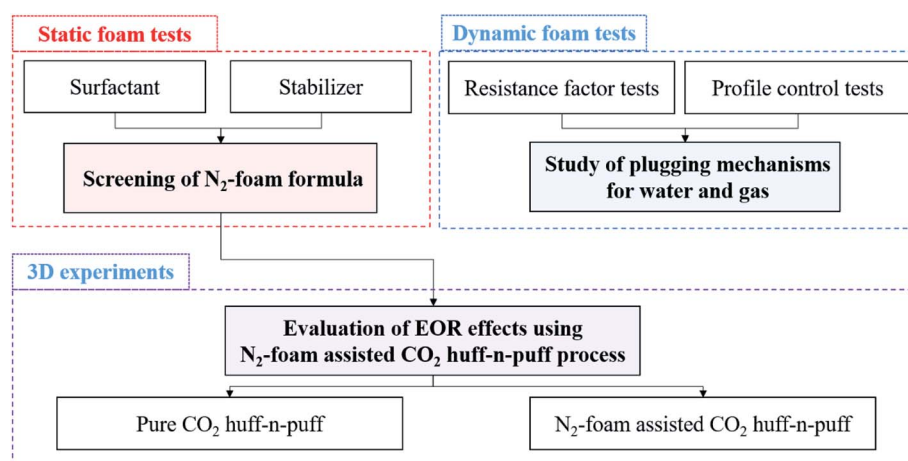 Static foam tests
Surfactant
Stabilizer
Screening of N₂-foam formula
Dynamic foam tests
Resistance factor tests
Profile control tests
Study of plugging mechanisms
for water and gas
3D experiments
Evaluation of EOR effects using
N₂-foam assisted CO₂ huff-n-puff process
Pure CO₂ huff-n-puff
N₂-foam assisted CO₂ huff-n-puff